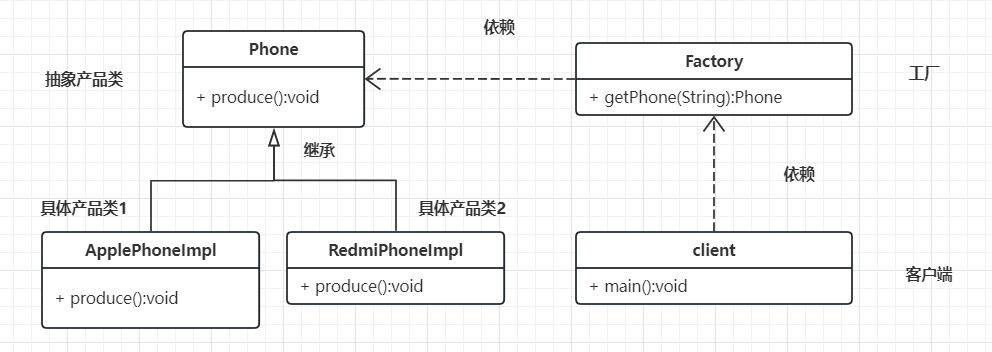 依赖
Phone
Factory
抽象产品类
工厂
+ produce():void
+ getPhone(String):Phone
继承
依赖
具体产品类1
具体产品类2
ApplePhoneImpl
RedmiPhoneImpl
client
+ produce():void
+ produce():void
+ main():void
客户端